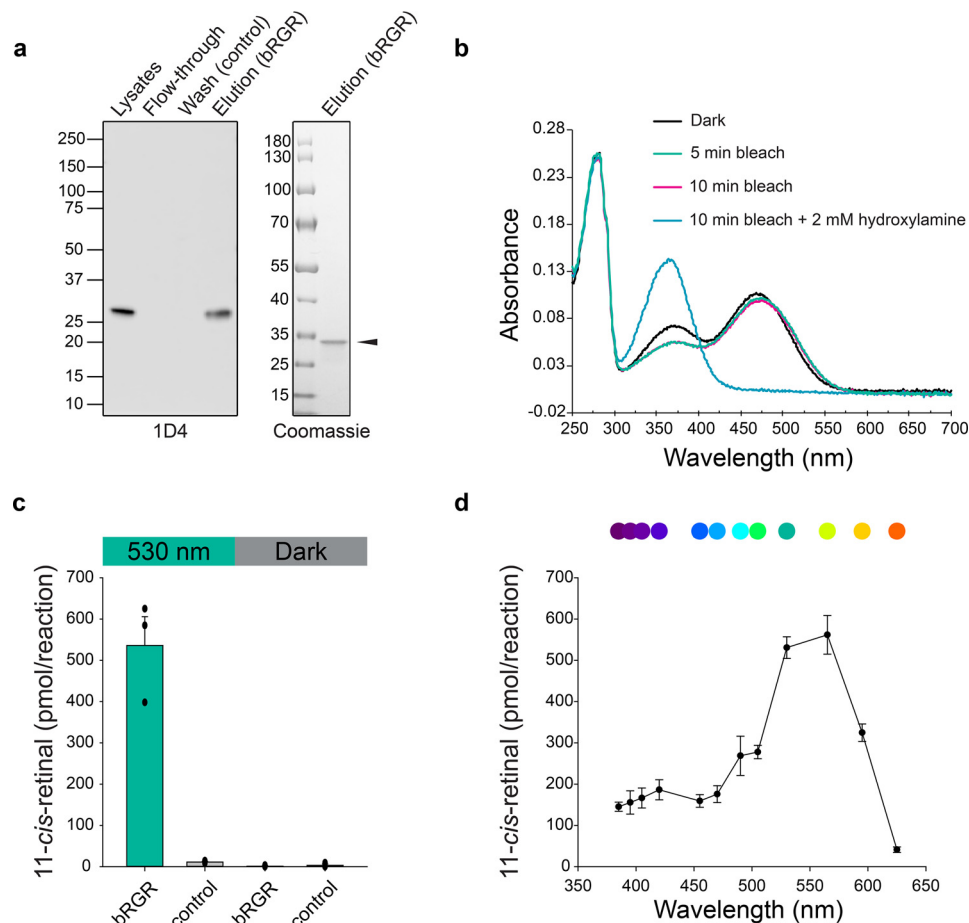 a
Lysates
Flow-through
Wash (control)
Elution (bRGR)
250
150
100
75
50
37
25
20
15
10
1D4
Elution (bRGR)
180
130
100
70
55
40
35
25
15
Coomassie
b
Dark
5 min bleach
10 min bleach
10 min bleach + 2 mM hydroxylamine
Absorbance
0.28
0.23
0.18
0.13
0.08
0.03
-0.02
250 300 350 400 450 500 550 600 650 700
Wavelength (nm)
c
530 nm Dark
11-cis-retinal (pmol/reaction)
700
600
500
400
300
200
100
0
bRGR
control
bRGR
control
d
11-cis-retinal (pmol/reaction)
700
600
500
400
300
200
100
0
350 400 450 500 550 600 650
Wavelength (nm)